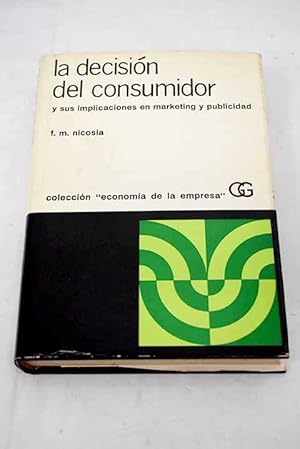 la decisión
del consumidor
y sus implicaciones en marketing y publicidad
f. m. nicosia
colección "economía de la empresa" GG